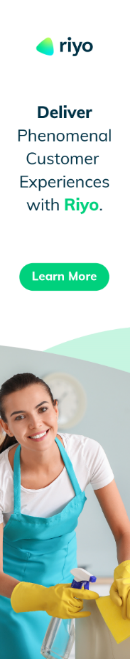 riyo
Deliver
Phenomenal
Customer
Experiences
with Riyo.
Learn More